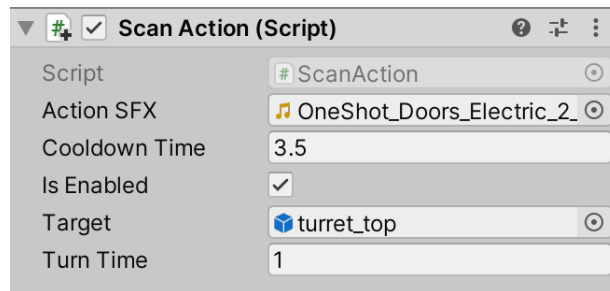 Scan Action (Script)
Script # ScanAction
Action SFX OneShot_Doors_Electric_2_
Cooldown Time 3.5
Is Enabled
Target turret_top
Turn Time 1